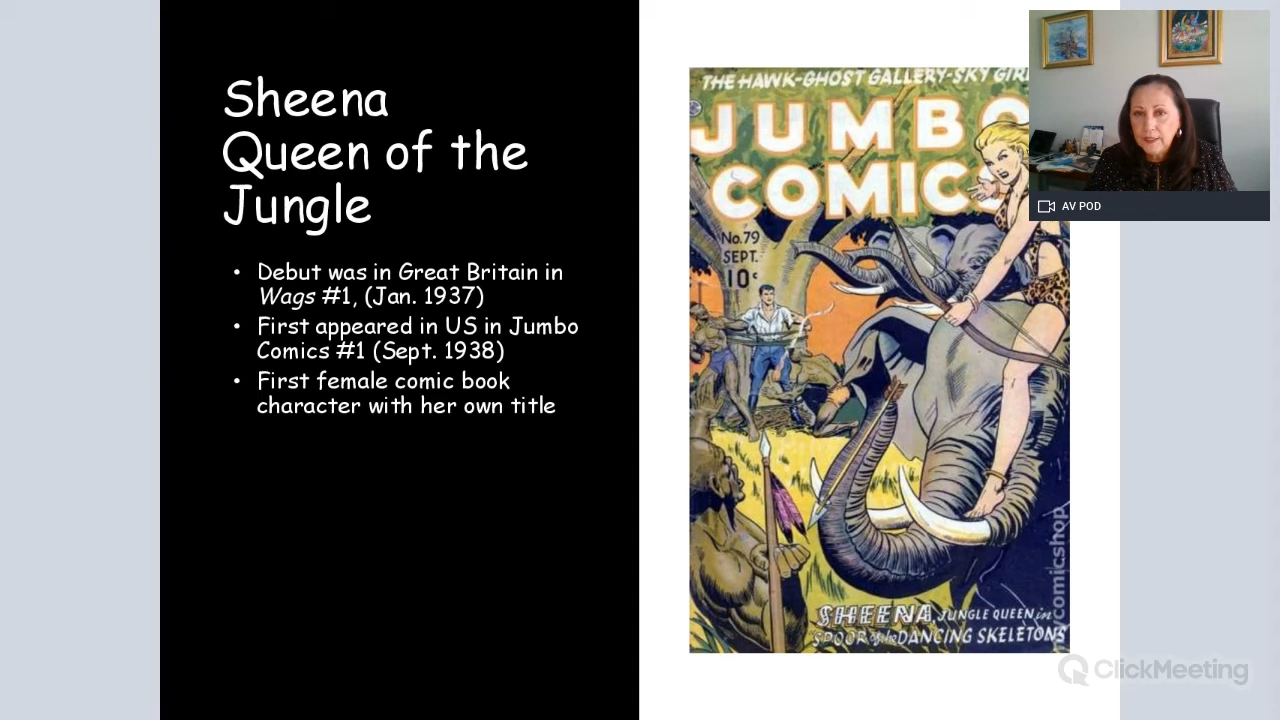 Sheena
Queen of the
Jungle
• Debut was in Great Britain in
Wags #1, (Jan. 1937)
• First appeared in US in Jumbo
Comics #1 (Sept. 1938)
• First female comic book
character with her own title
THE HAWK-GHOST GALLERY-SKY GIRL
JUMBO
COMICS
No.79
SEPT.
10¢
SHEENA, JUNGLE QUEEN in
SPOOR of the DANCING SKELETONS
mycomicshop
AV POD
ClickMeeting